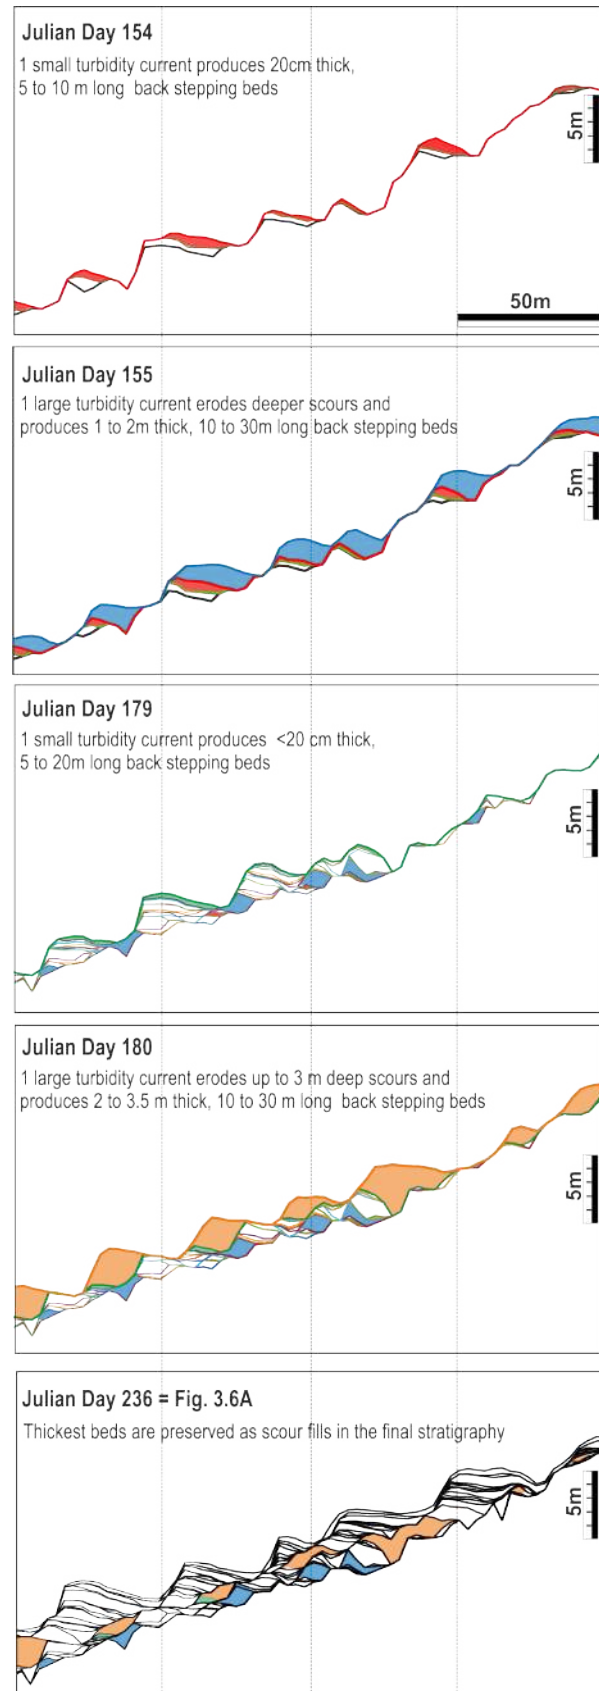 Julian Day 154
1 small turbidity current produces 20cm thick,
5 to 10 m long back stepping beds
5m
50m
Julian Day 155
1 large turbidity current erodes deeper scours and
produces 1 to 2m thick, 10 to 30m long back stepping beds
5m
Julian Day 179
1 small turbidity current produces <20 cm thick,
5 to 20m long back stepping beds
5m
Julian Day 180
1 large turbidity current erodes up to 3 m deep scours and
produces 2 to 3.5 m thick, 10 to 30 m long back stepping beds
5m
Julian Day 236 = Fig. 3.6A
Thickest beds are preserved as scour fills in the final stratigraphy
5m